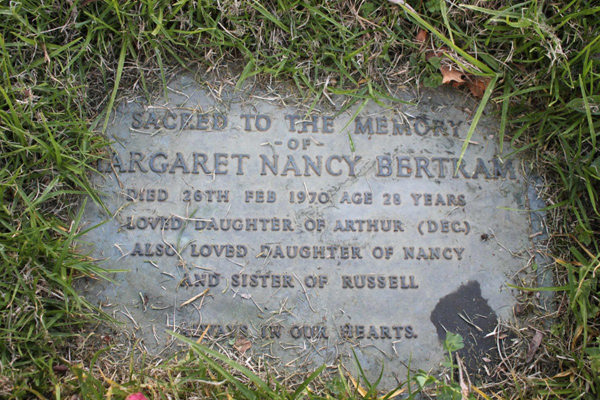 SACRED TO THE MEMORY
-OF-
MARGARET NANCY BERTRAM
DIED 26TH FEB 1970 AGE 28 YEARS
LOVED DAUGHTER OF ARTHUR (DEC.)
ALSO LOVED DAUGHTER OF NANCY
AND SISTER OF RUSSELL
ALWAYS IN OUR HEARTS.